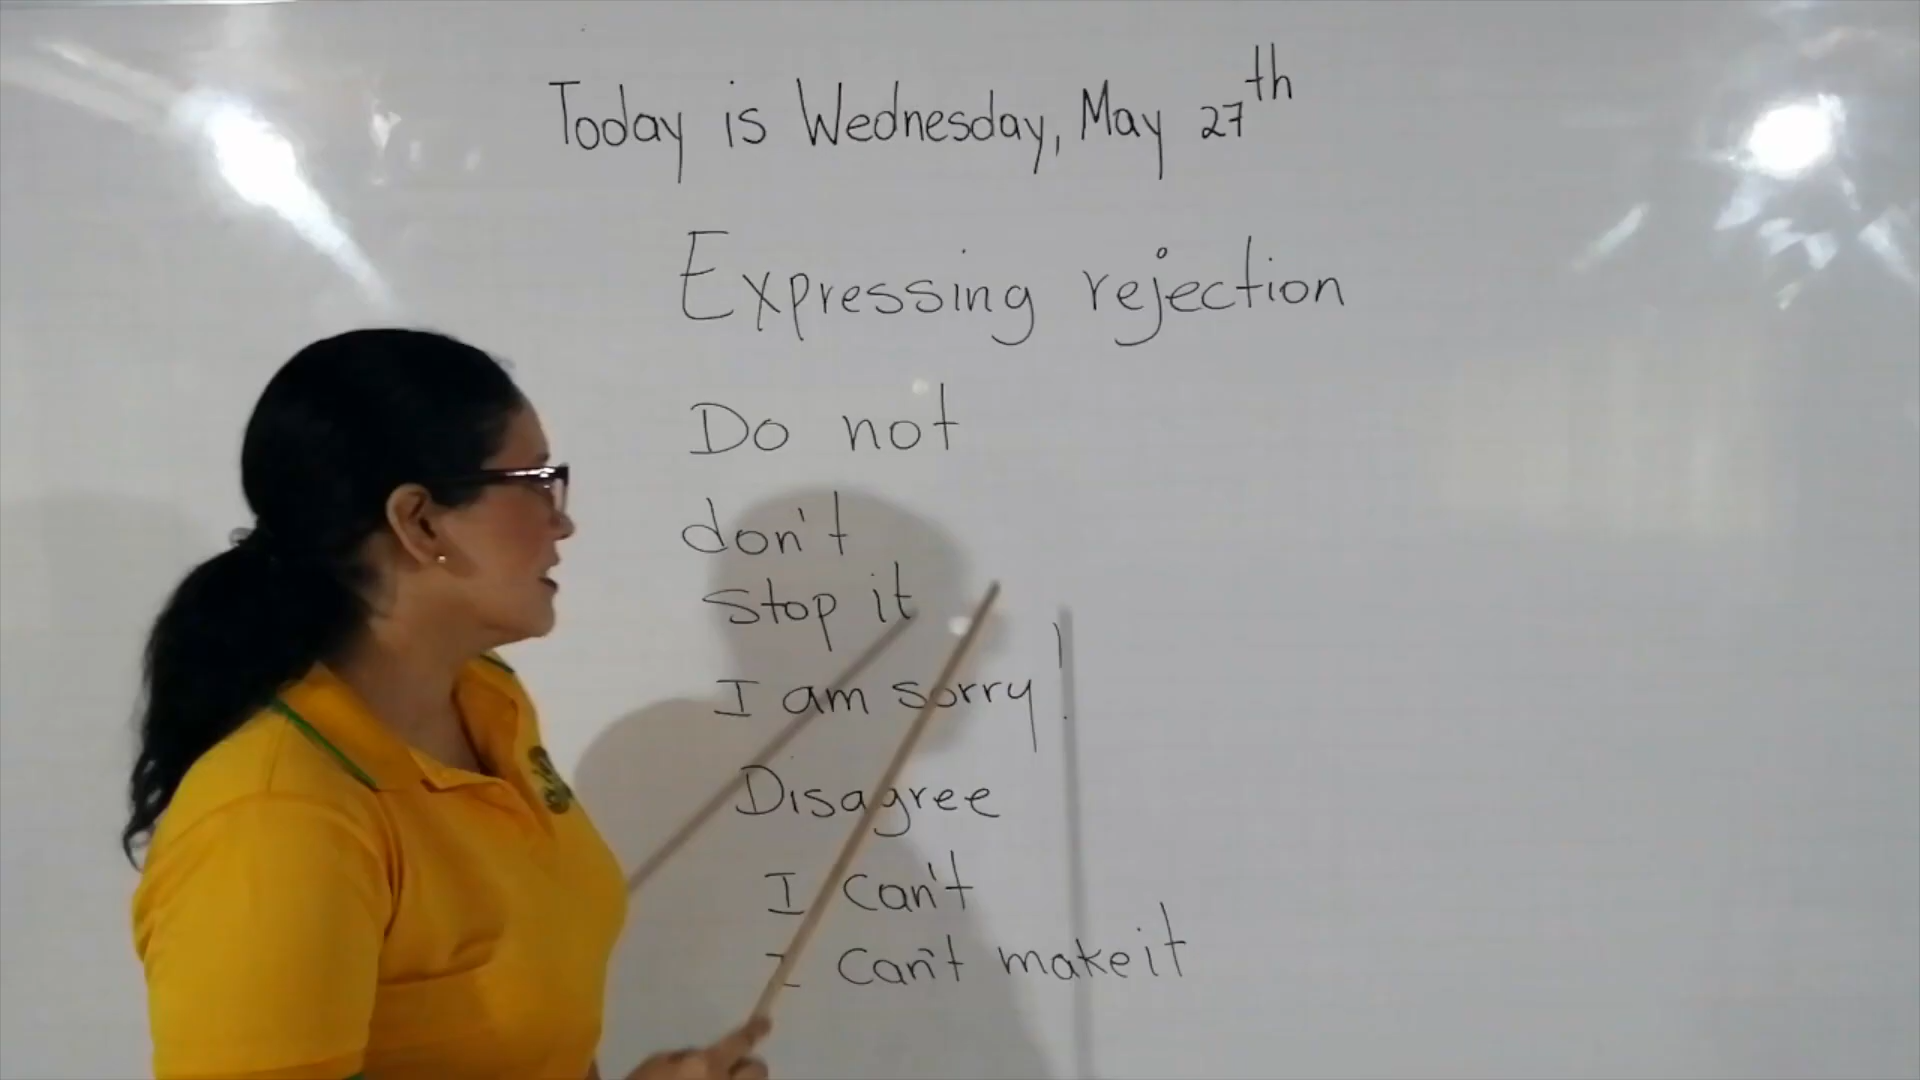 Today is Wednesday, May 27th
Expressing rejection
Do not
don't
Stop it
I am sorry!
Disagree
I can't
I can't make it